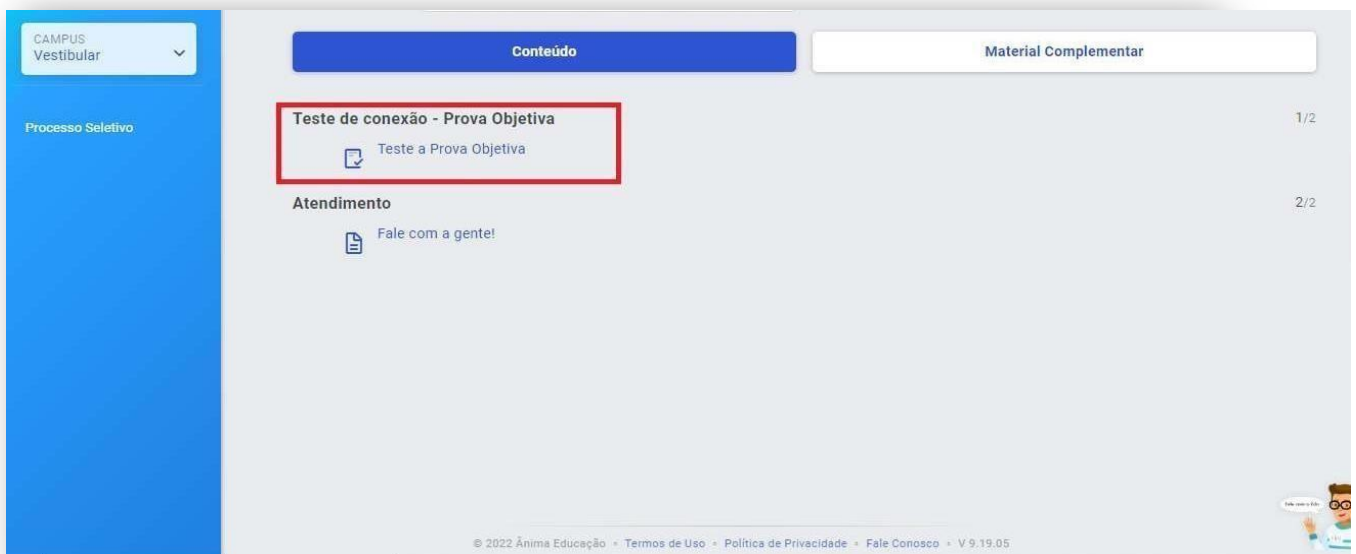 CAMPUS
Vestibular
Processo Seletivo
Conteúdo
Material Complementar
Teste de conexão - Prova Objetiva
1/2
Teste a Prova Objetiva
Atendimento
2/2
Fale com a gente!
© 2022 Ânima Educação • Termos de Uso • Política de Privacidade • Fale Conosco • V 9.19.05